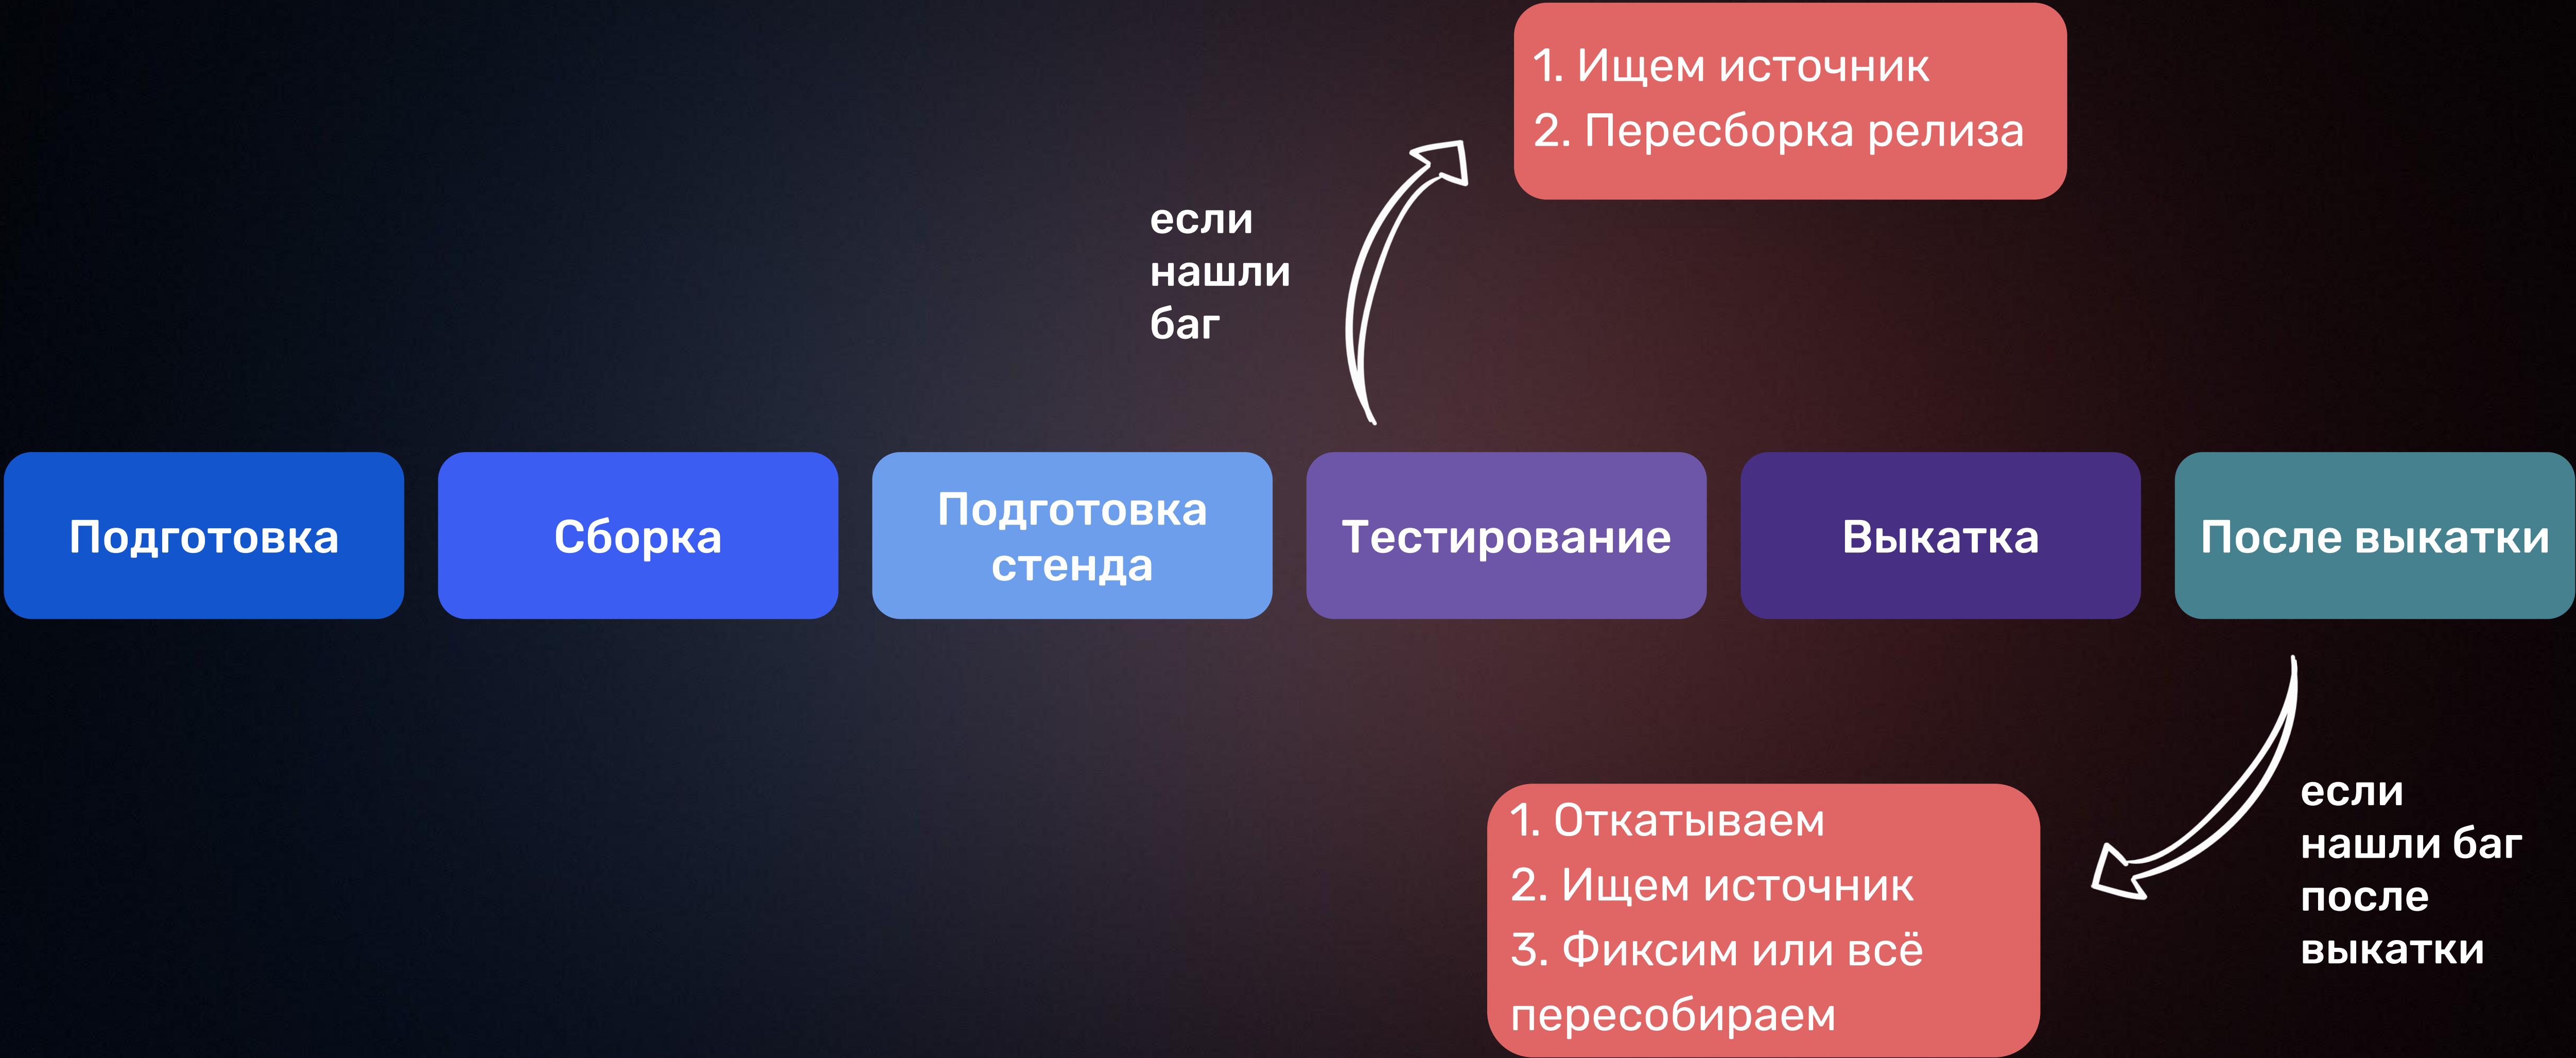 1. Ищем источник
2. Пересборка релиза
если
нашли
баг
Подготовка
Сборка
Подготовка
стенда
Тестирование
Выкатка
После выкатки
1. Откатываем
2. Ищем источник
3. Фиксим или всё
пересобираем
если
нашли баг
после
выкатки